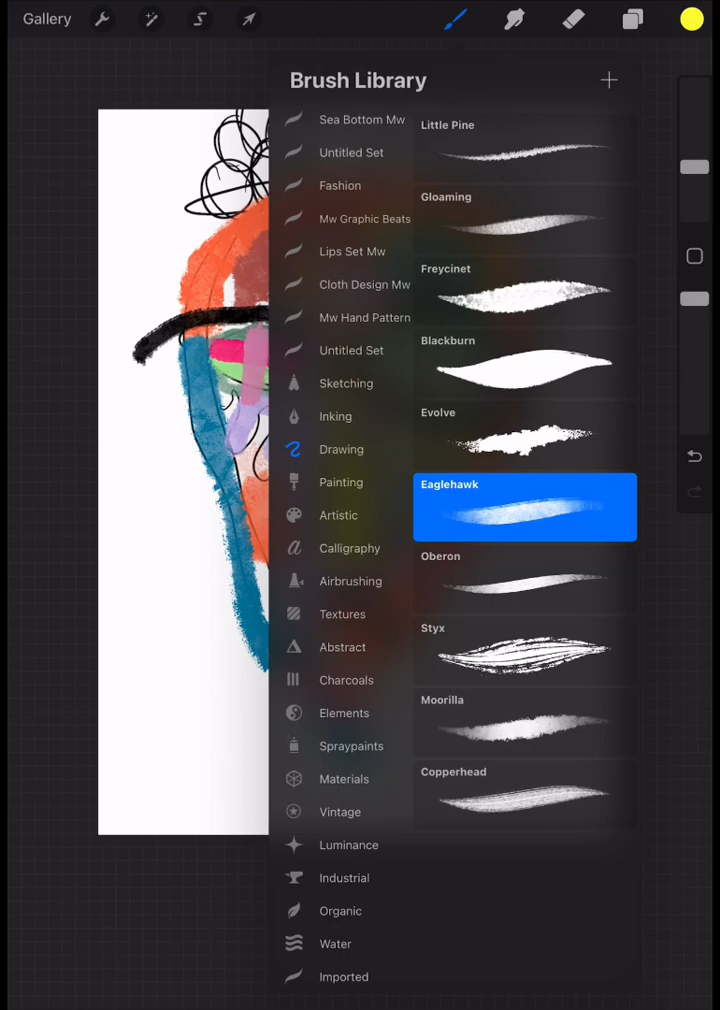 Gallery
Brush Library
Sea Bottom Mw
Untitled Set
Fashion
Mw Graphic Beats
Lips Set Mw
Cloth Design Mw
Mw Hand Pattern
Untitled Set
Sketching
Inking
Drawing
Painting
Artistic
Calligraphy
Airbrushing
Textures
Abstract
Charcoals
Elements
Spraypaints
Materials
Vintage
Luminance
Industrial
Organic
Water
Imported
Little Pine
Gloaming
Freycinet
Blackburn
Evolve
Eaglehawk
Oberon
Styx
Moorilla
Copperhead